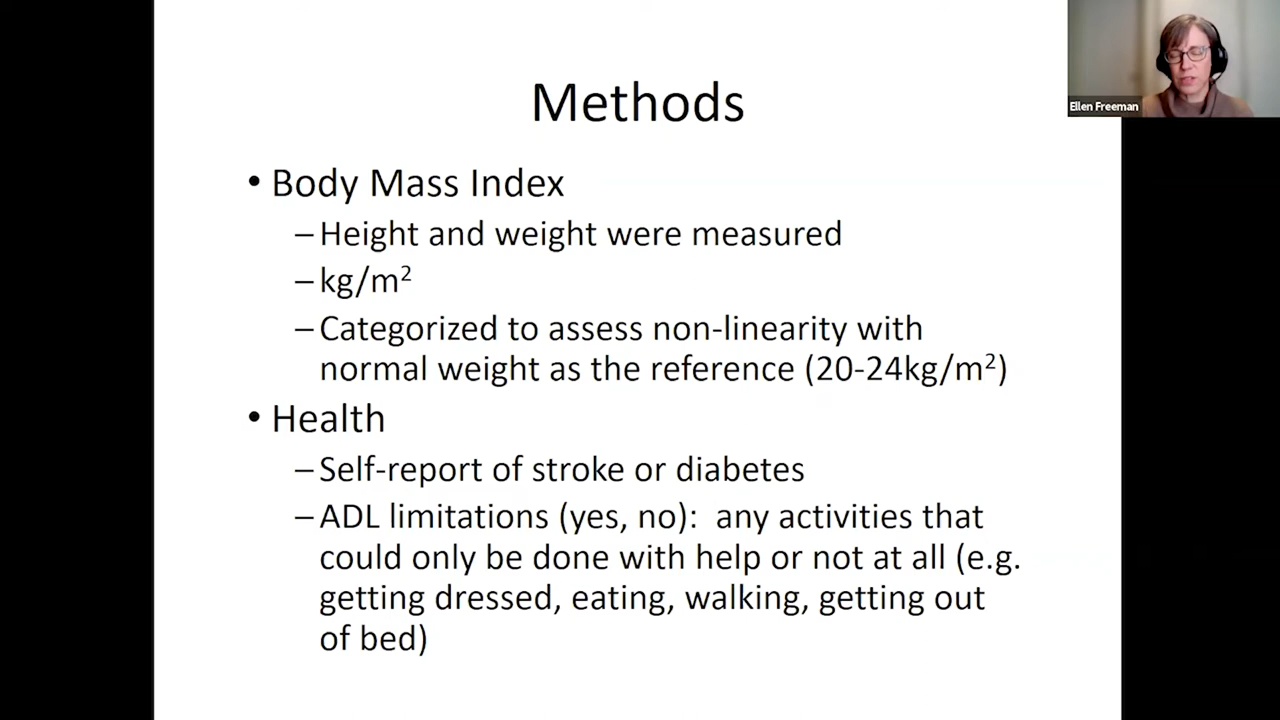 Methods
Ellen Freeman
• Body Mass Index
– Height and weight were measured
– kg/m²
– Categorized to assess non-linearity with
normal weight as the reference (20-24kg/m²)
• Health
– Self-report of stroke or diabetes
– ADL limitations (yes, no):  any activities that
could only be done with help or not at all (e.g.
getting dressed, eating, walking, getting out
of bed)